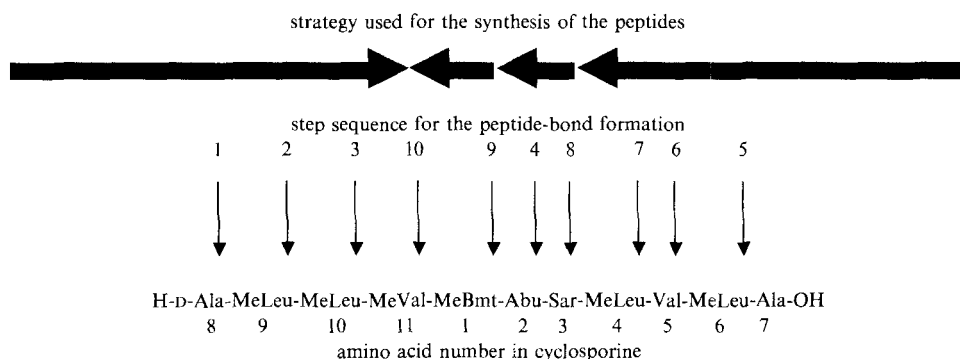 strategy used for the synthesis of the peptides
step sequence for the peptide-bond formation
1 2 3 10 9 4 8 7 6 5
H-D-Ala-MeLeu-MeLeu-MeVal-MeBmt-Abu-Sar-MeLeu-Val-MeLeu-Ala-OH
8 9 10 11 1 2 3 4 5 6 7
amino acid number in cyclosporine